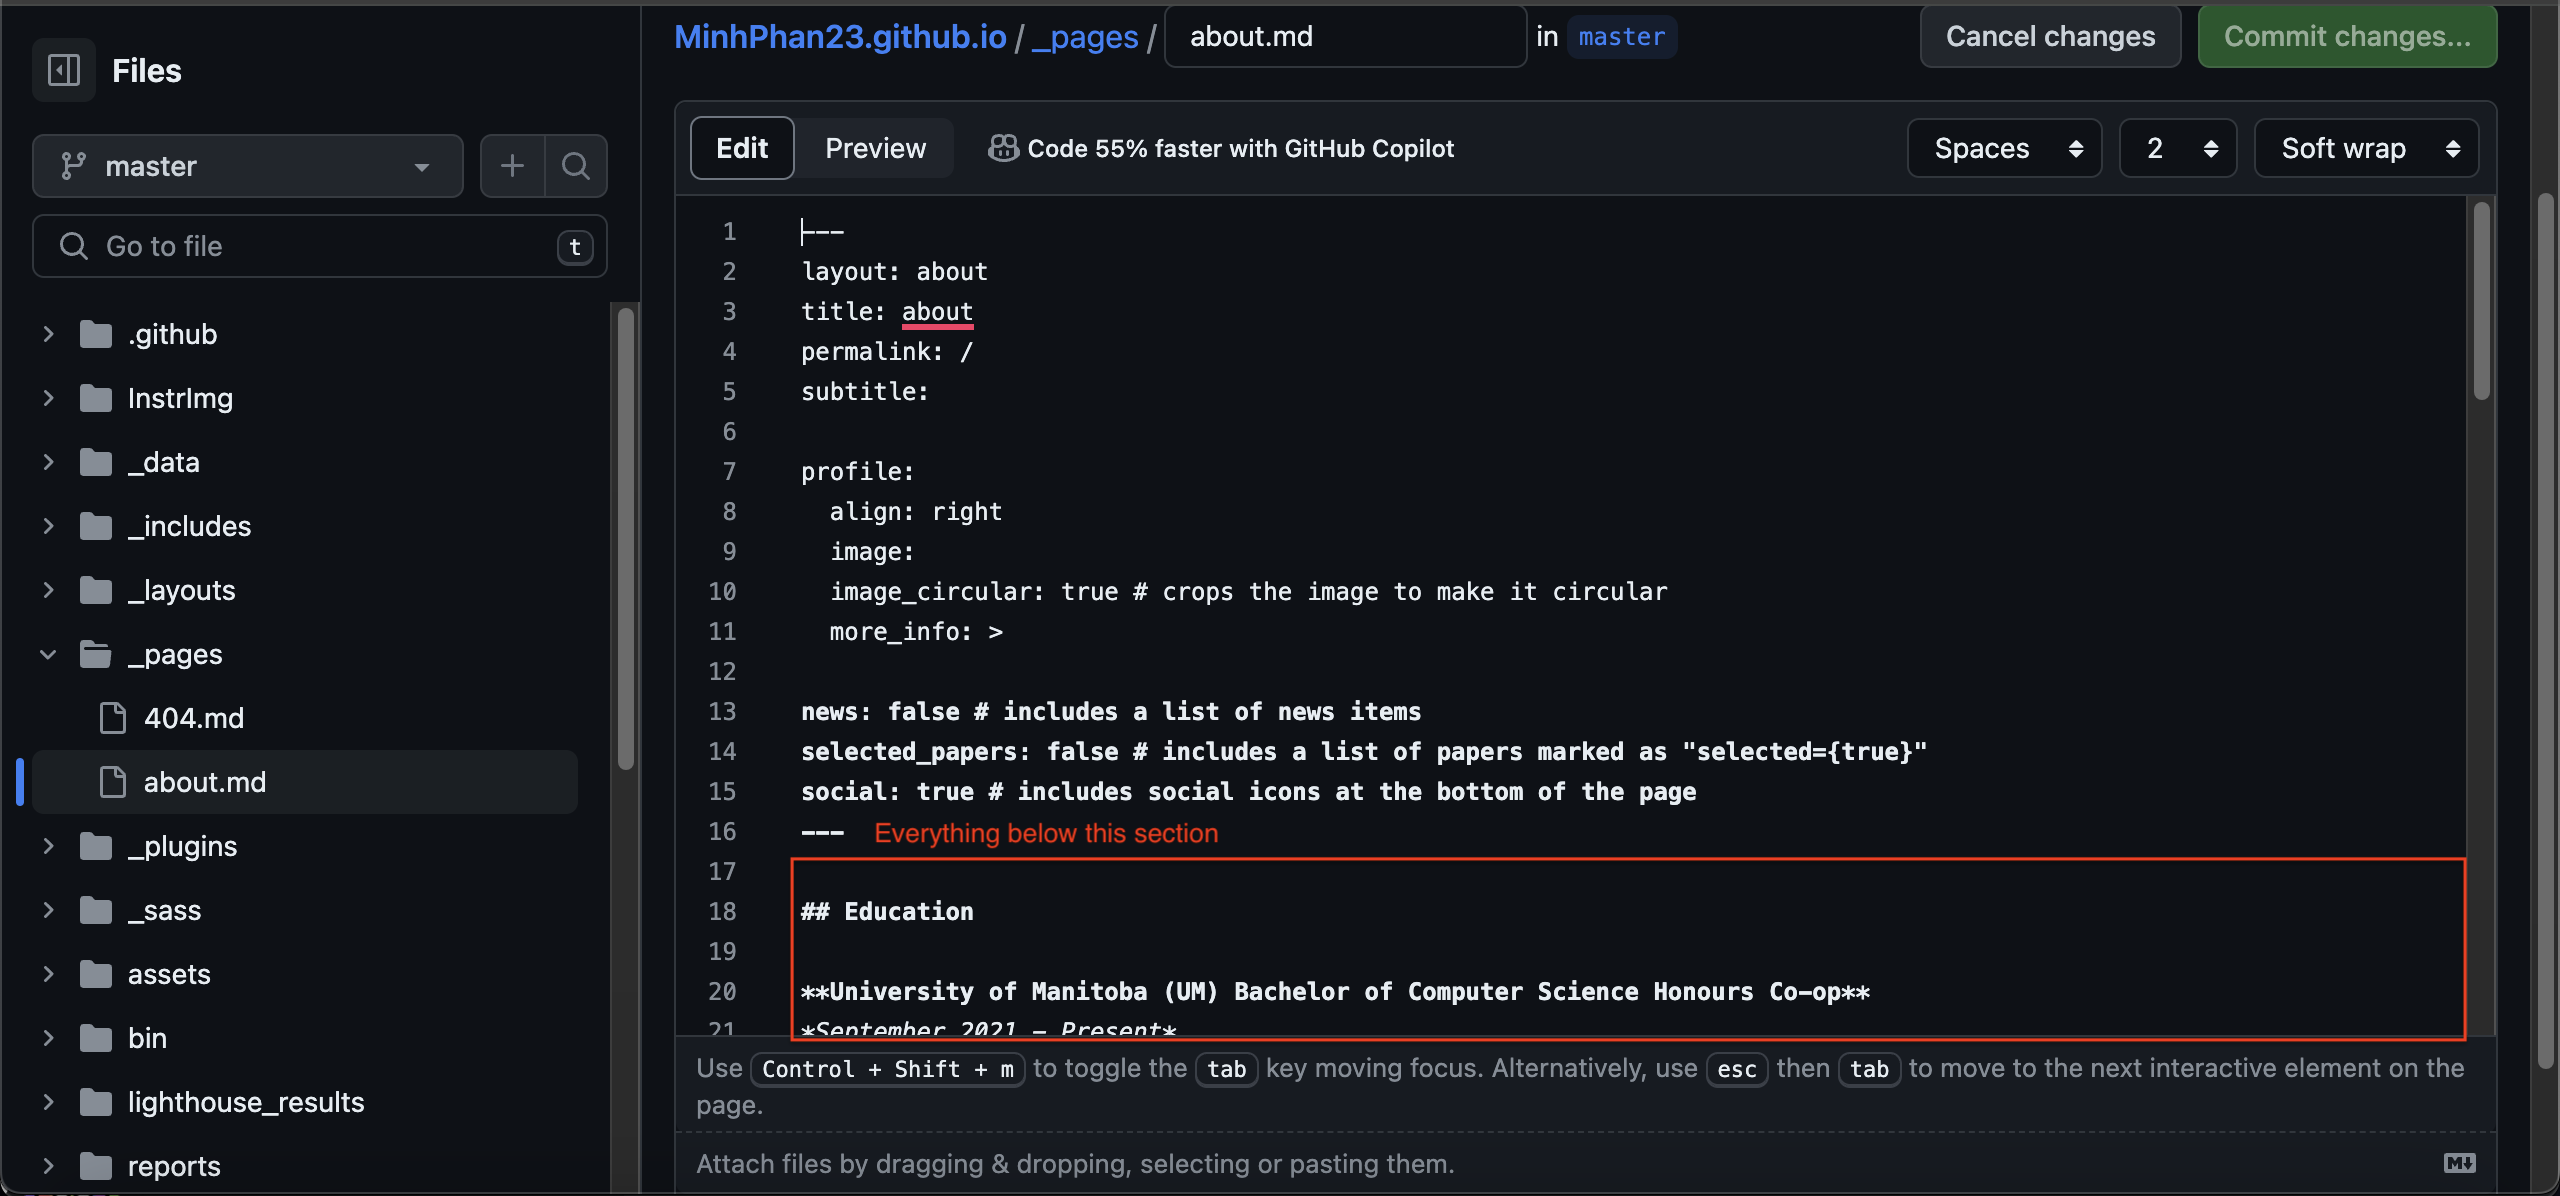 MinhPhan23.github.io / _pages / about.md in master
Cancel changes
Commit changes...
Files
master
Go to file
t
.github
InstrImg
_data
_includes
_layouts
_pages
404.md
about.md
_plugins
_sass
assets
bin
lighthouse_results
reports
Edit
Preview
Code 55% faster with GitHub Copilot
Spaces
2
Soft wrap
1 ---
2 layout: about
3 title: about
4 permalink: /
5 subtitle:
6
7 profile:
8   align: right
9   image:
10   image_circular: true # crops the image to make it circular
11   more_info: >
12
13 news: false # includes a list of news items
14 selected_papers: false # includes a list of papers marked as "selected={true}"
15 social: true # includes social icons at the bottom of the page
16 --- Everything below this section
17
18 ## Education
19
20 **University of Manitoba (UM) Bachelor of Computer Science Honours Co-op**
21 *September 2021 - Present*
Use Control + Shift + m to toggle the tab key moving focus. Alternatively, use esc then tab to move to the next interactive element on the
page.
Attach files by dragging & dropping, selecting or pasting them.
M